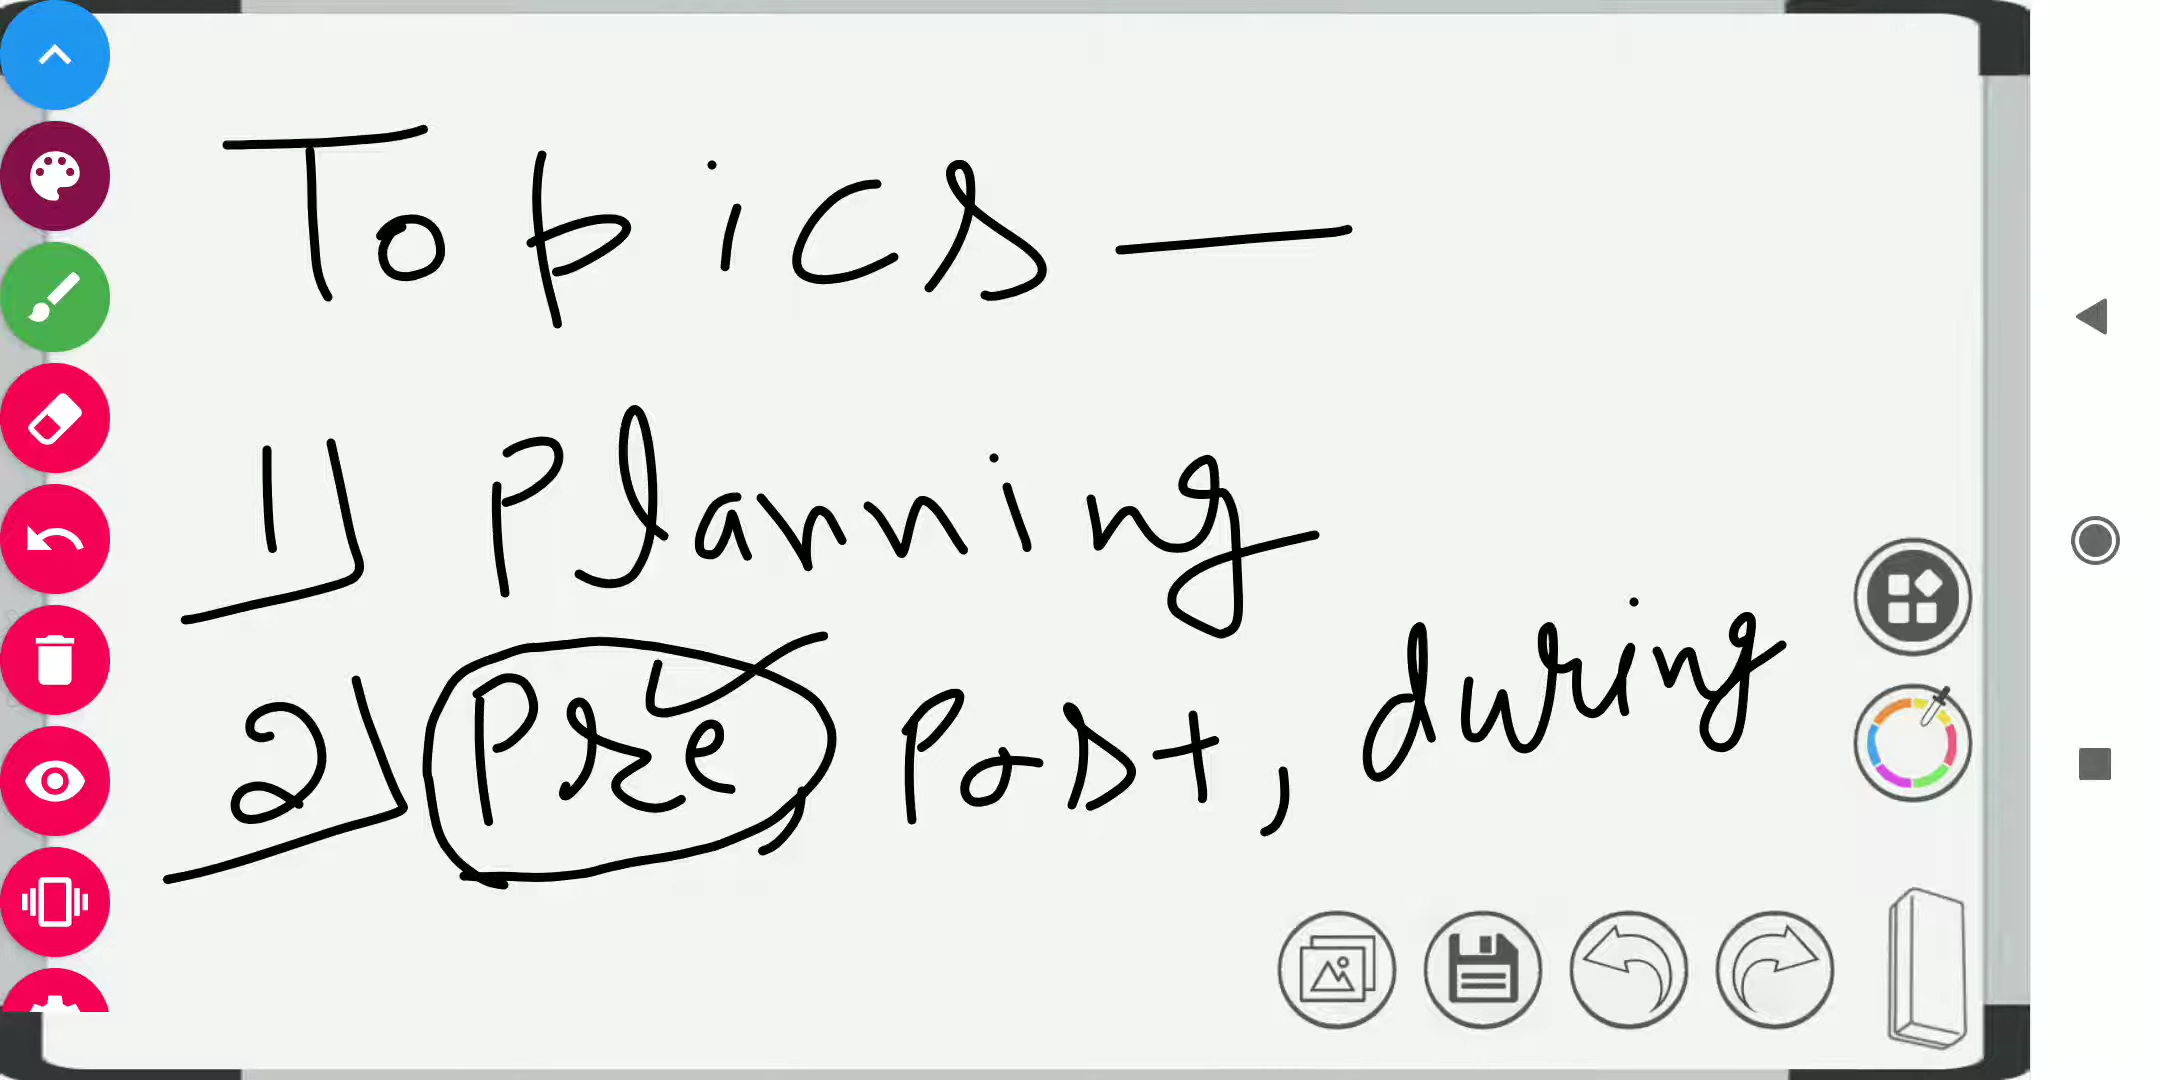 Topics —
1) Planning
2) Pre, Post, during